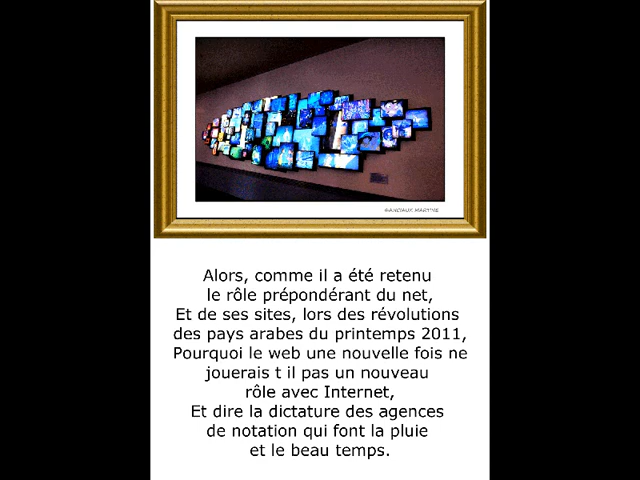 Alors, comme il a été retenu
le rôle prépondérant du net,
Et de ses sites, lors des révolutions
des pays arabes du printemps 2011,
Pourquoi le web une nouvelle fois ne
jouerais t il pas un nouveau
rôle avec Internet,
Et dire la dictature des agences
de notation qui font la pluie
et le beau temps.